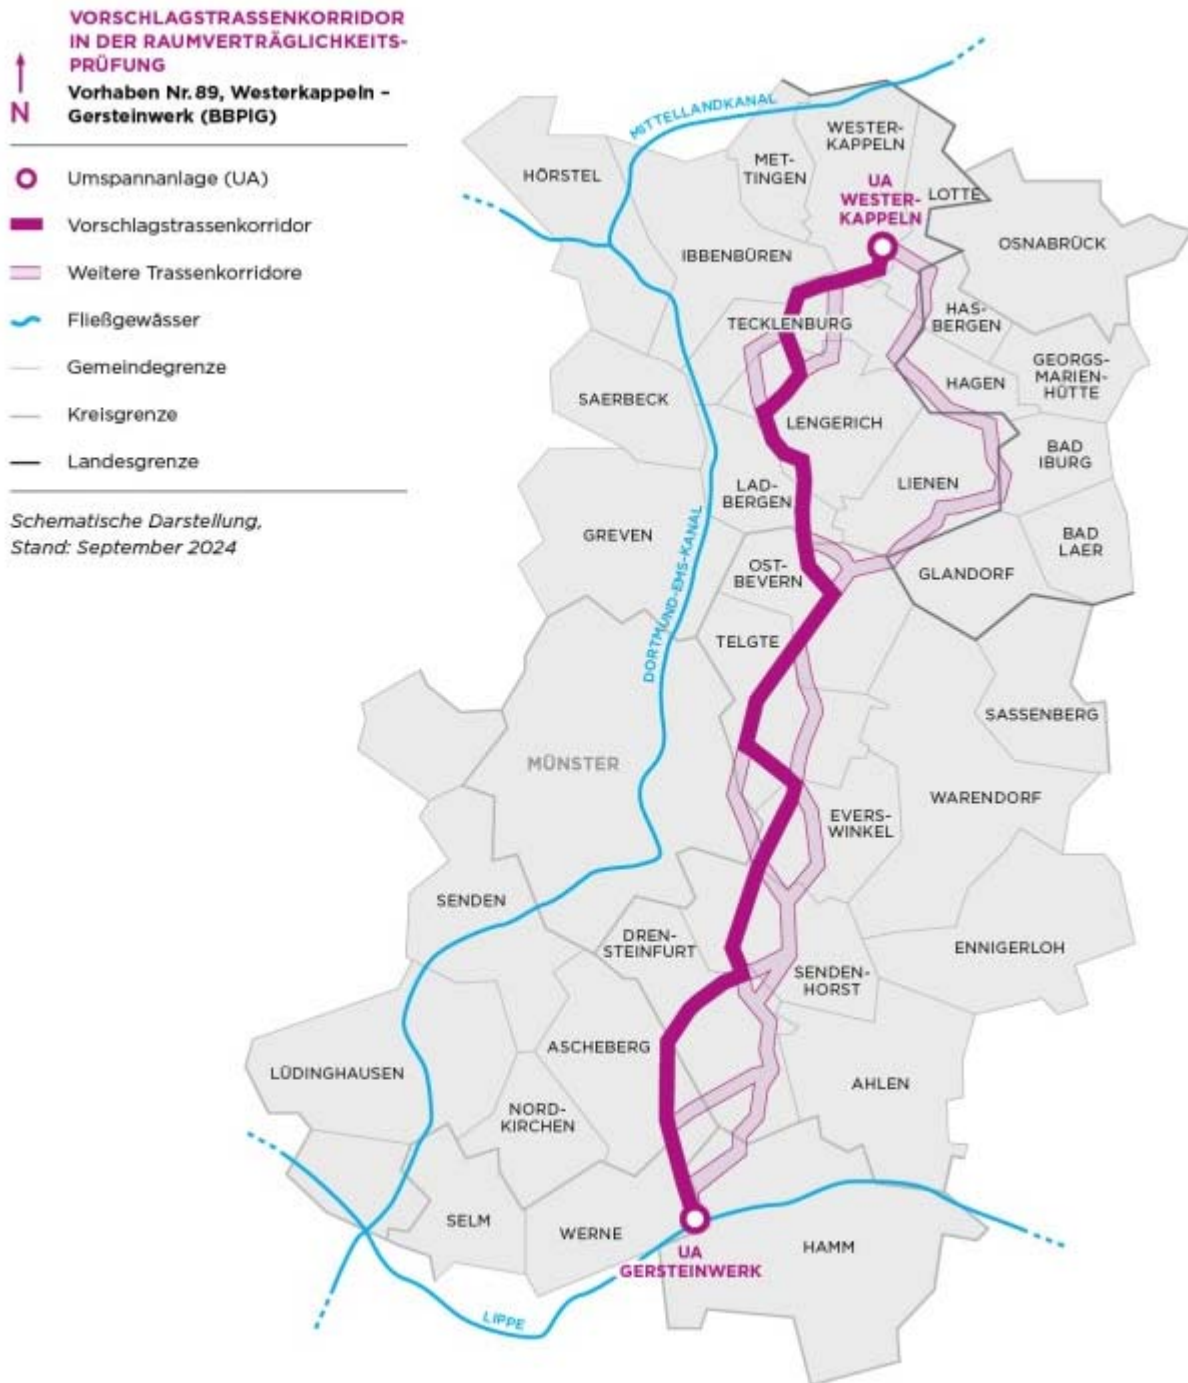 VORSCHLAGSTRASSENKORRIDOR
IN DER RAUMVERTRÄGLICHKEITS-
PRÜFUNG
N
Vorhaben Nr. 89, Westerkappeln –
Gersteinwerk (BBPlG)
Umspannanlage (UA)
Vorschlagstrassenkorridor
Weitere Trassenkorridore
Fließgewässer
Gemeindegrenze
Kreisgrenze
Landesgrenze
Schematische Darstellung,
Stand: September 2024
MITTELLANDKANAL
HÖRSTEL
MET-
TINGEN
WESTER-
KAPPELN
UA
WESTER-
KAPPELN
LOTTE
OSNABRÜCK
IBBENBÜREN
TECKLENBURG
HAS-
BERGEN
HAGEN
GEORGS-
MARIEN-
HÜTTE
SAERBECK
LENGERICH
BAD
IBURG
LIENEN
LAD-
BERGEN
GREVEN
BAD
LAER
OST-
BEVERN
GLANDORF
DORTMUND-EMS-KANAL
TELGTE
SASSENBERG
MÜNSTER
WARENDORF
EVERS-
WINKEL
SENDEN
DREN-
STEINFURT
ENNIGERLOH
SENDEN-
HORST
ASCHEBERG
LÜDINGHAUSEN
AHLEN
NORD-
KIRCHEN
SELM
WERNE
HAMM
UA
GERSTEINWERK
LIPPE